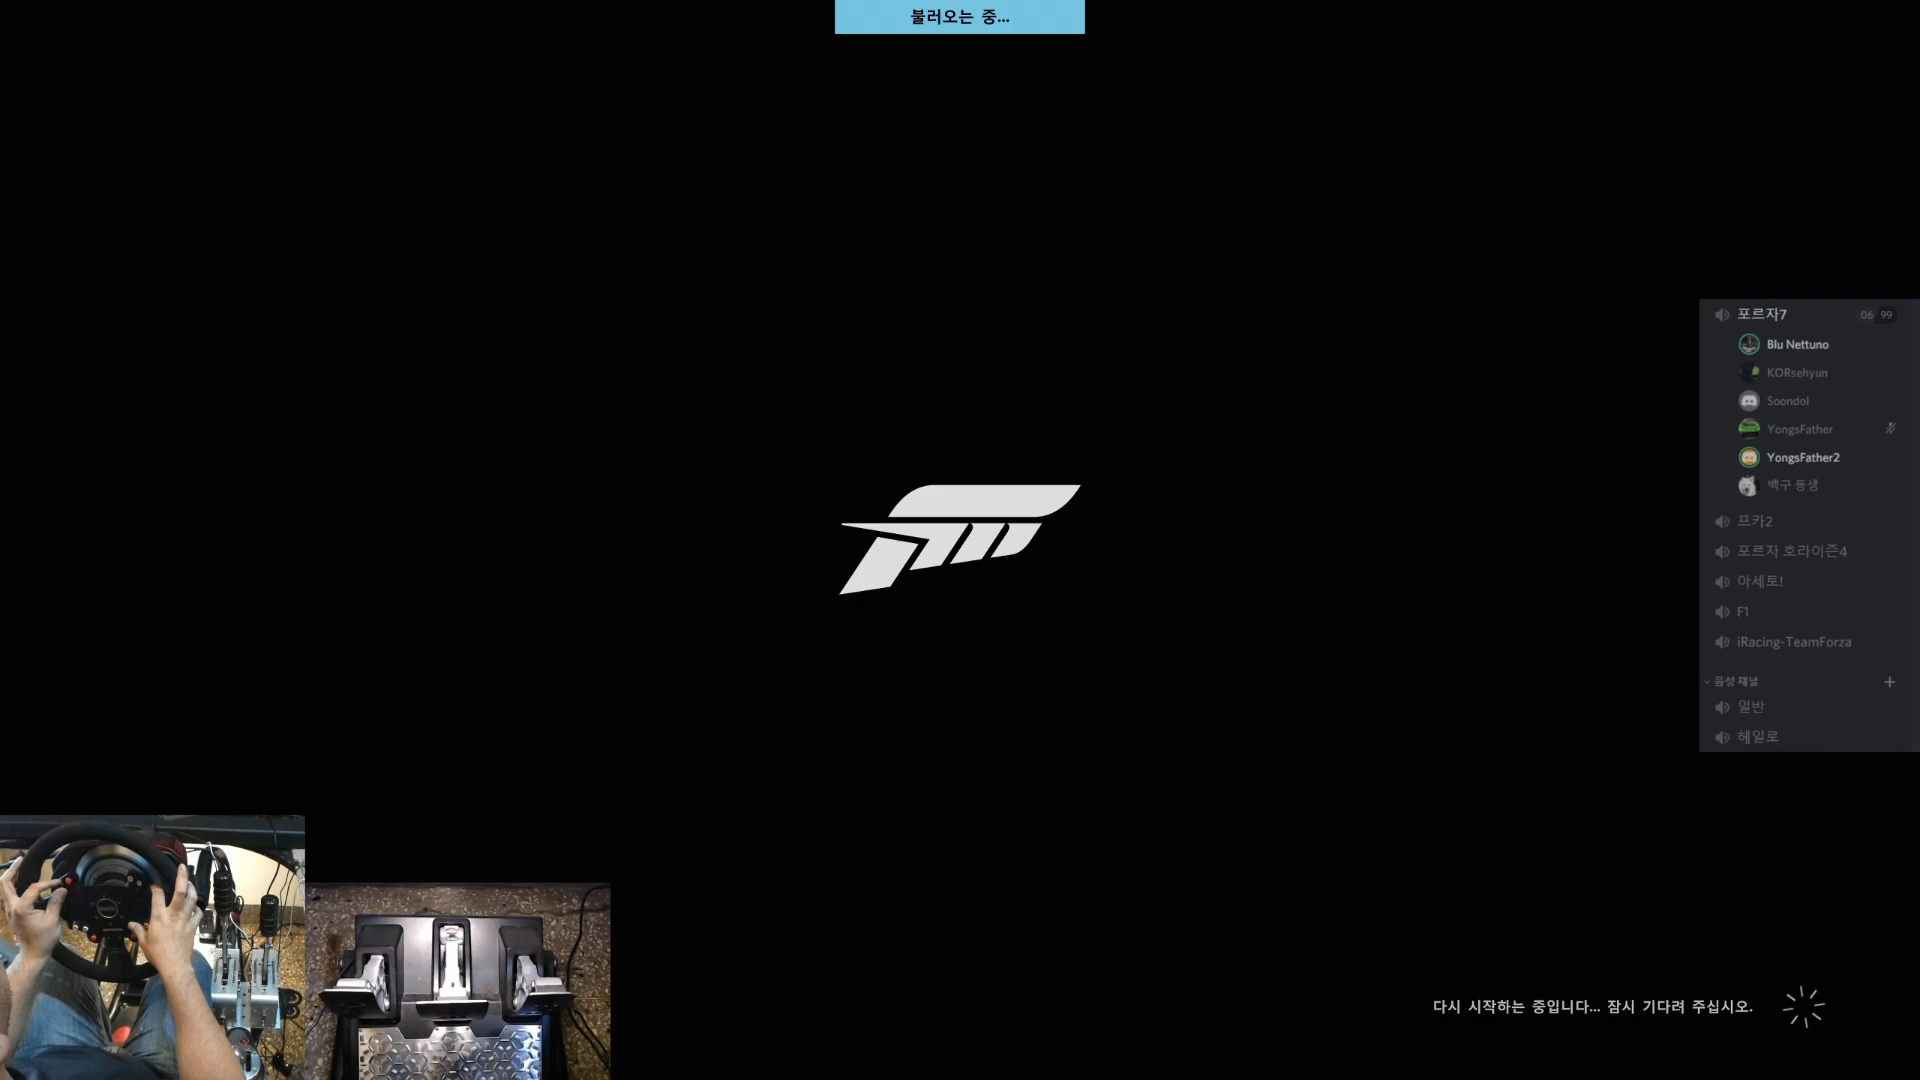 불러오는 중...
포르자7 06 99
Blu Nettuno
KORsehyun
Soondol
YongsFather
YongsFather2
백구 동생
프카2
포르자 호라이즌4
아세토!
F1
iRacing-TeamForza
음성 채널
일반
헤일로
다시 시작하는 중입니다... 잠시 기다려 주십시오.